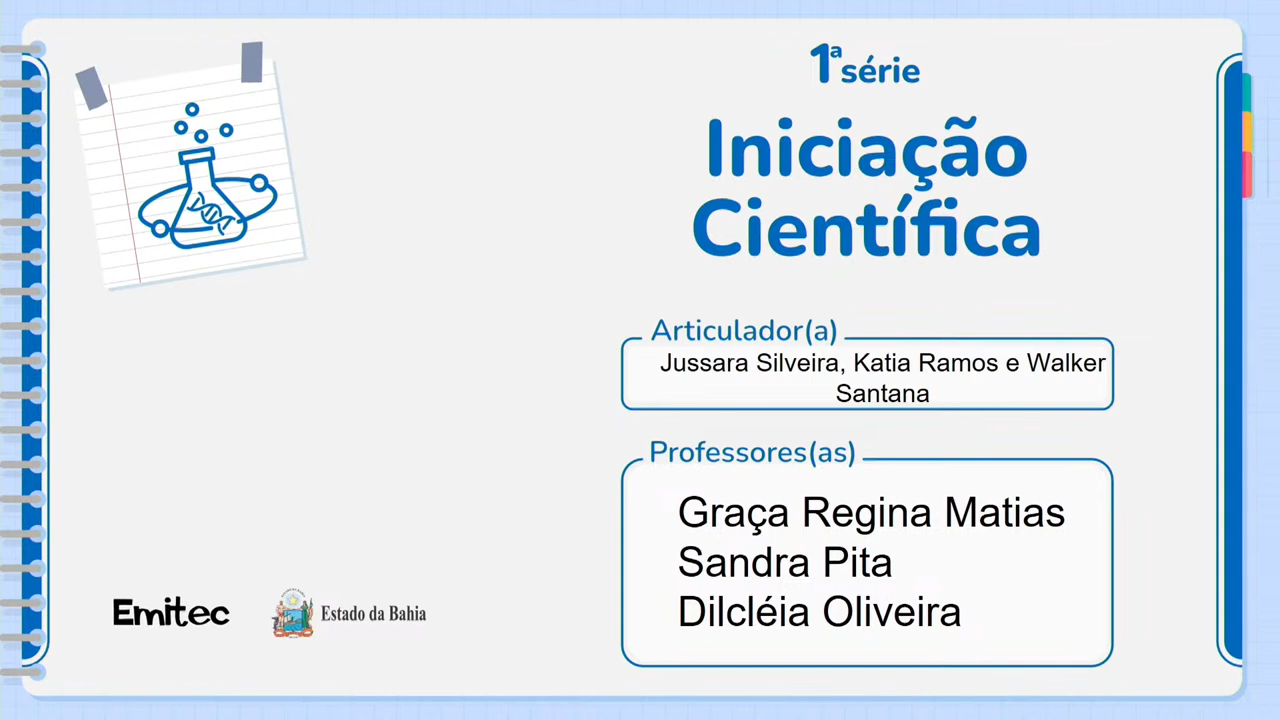 1ª série
Iniciação
Científica
Articulador(a)
Jussara Silveira, Katia Ramos e Walker
Santana
Professores(as)
Graça Regina Matias
Sandra Pita
Dilcléia Oliveira
Emitec
Estado da Bahia